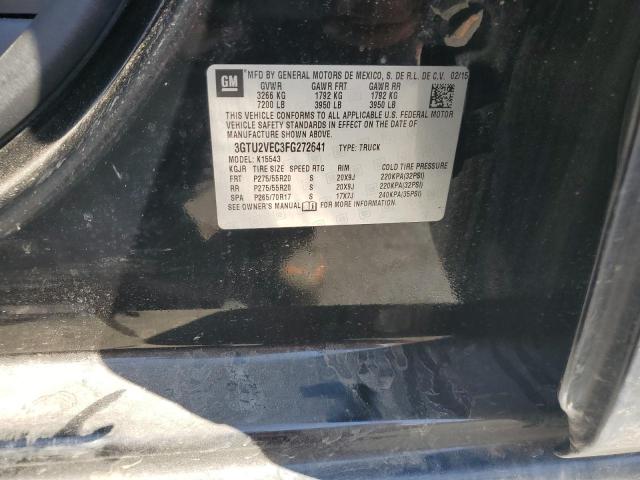 GM MFD BY GENERAL MOTORS DE MEXICO, S. DE R.L. DE C.V. 02/15
GVWR GAWR FRT GAWR RR
3266 KG 1792 KG 1792 KG
7200 LB 3950 LB 3950 LB
THIS VEHICLE CONFORMS TO ALL APPLICABLE U.S. FEDERAL MOTOR
VEHICLE SAFETY STANDARDS IN EFFECT ON THE DATE OF
MANUFACTURE SHOWN ABOVE.
3GTU2VEC3FG272641 TYPE: TRUCK
MODEL: K15543
KGJR TIRE SIZE SPEED RTG RIM COLD TIRE PRESSURE
FRT P275/55R20 S 20X9J 220KPA(32PSI)
RR P275/55R20 S 20X9J 220KPA(32PSI)
SPA P265/70R17 S 17X7J 240KPA(35PSI)
SEE OWNER'S MANUAL FOR MORE INFORMATION.